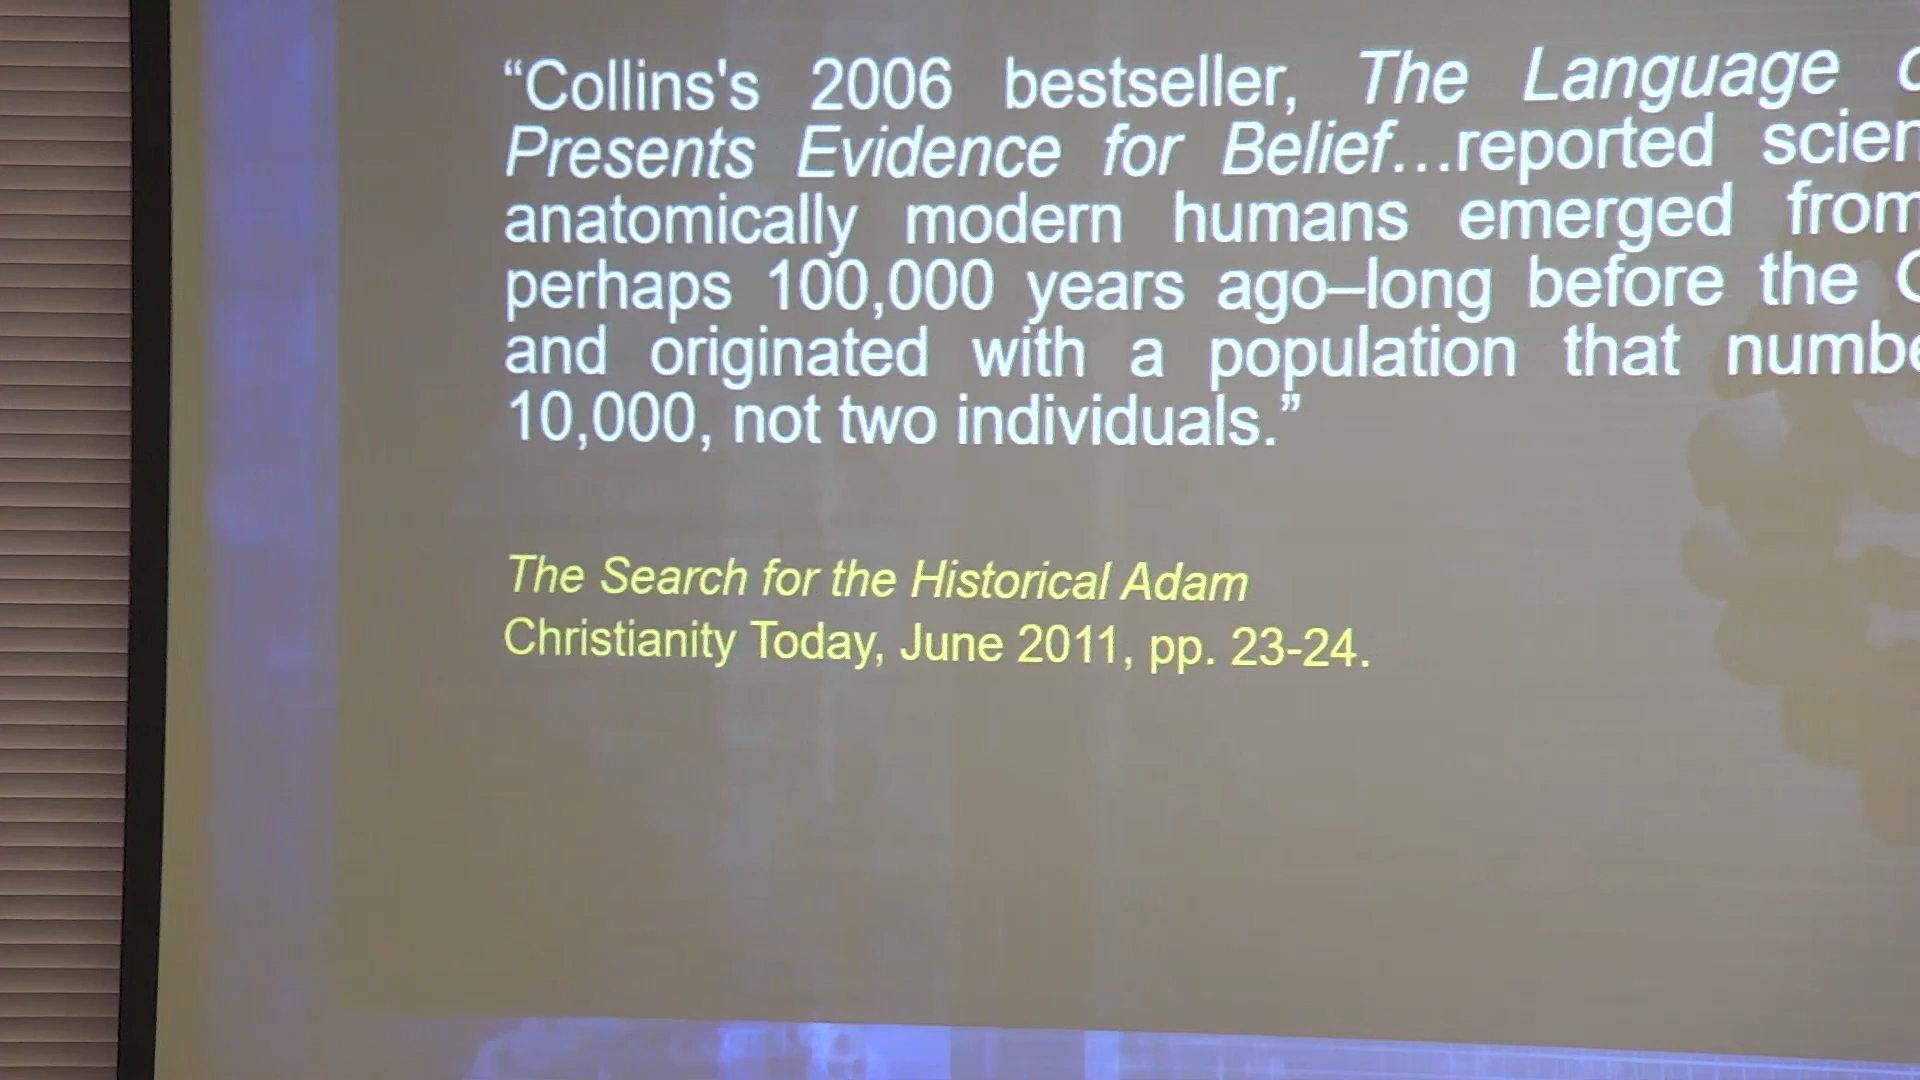 “Collins's 2006 bestseller, The Language
Presents Evidence for Belief…reported
anatomically modern humans emerged from
perhaps 100,000 years ago–long before the
and originated with a population that
10,000, not two individuals.”
The Search for the Historical Adam
Christianity Today, June 2011, pp. 23-24.